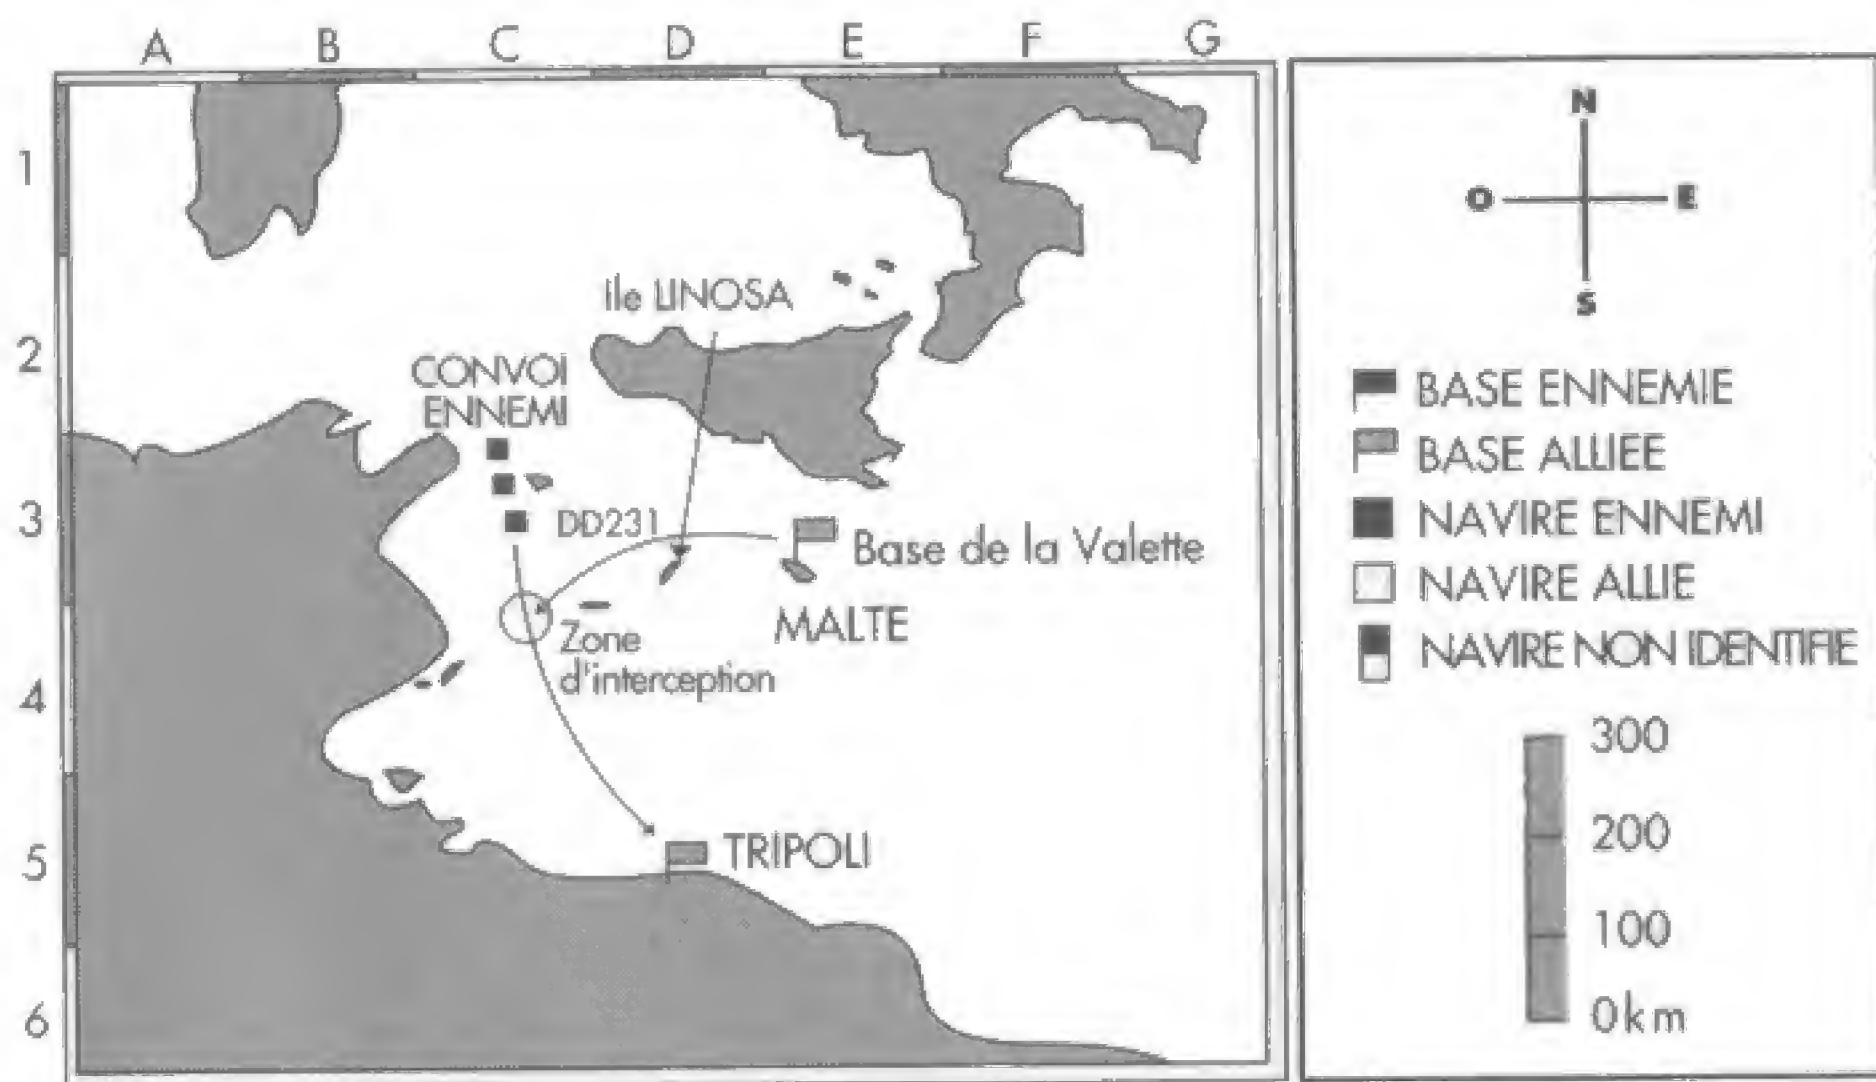 A B C D E F G
1
2
3
4
5
6
Ile LINOSA
CONVOI
ENNEMI
DD231
Base de la Valette
MALTE
Zone
d'interception
TRIPOLI
N
O E
S
BASE ENNEMIE
BASE ALLIEE
NAVIRE ENNEMI
NAVIRE ALLIE
NAVIRE NON IDENTIFIE
300
200
100
0km